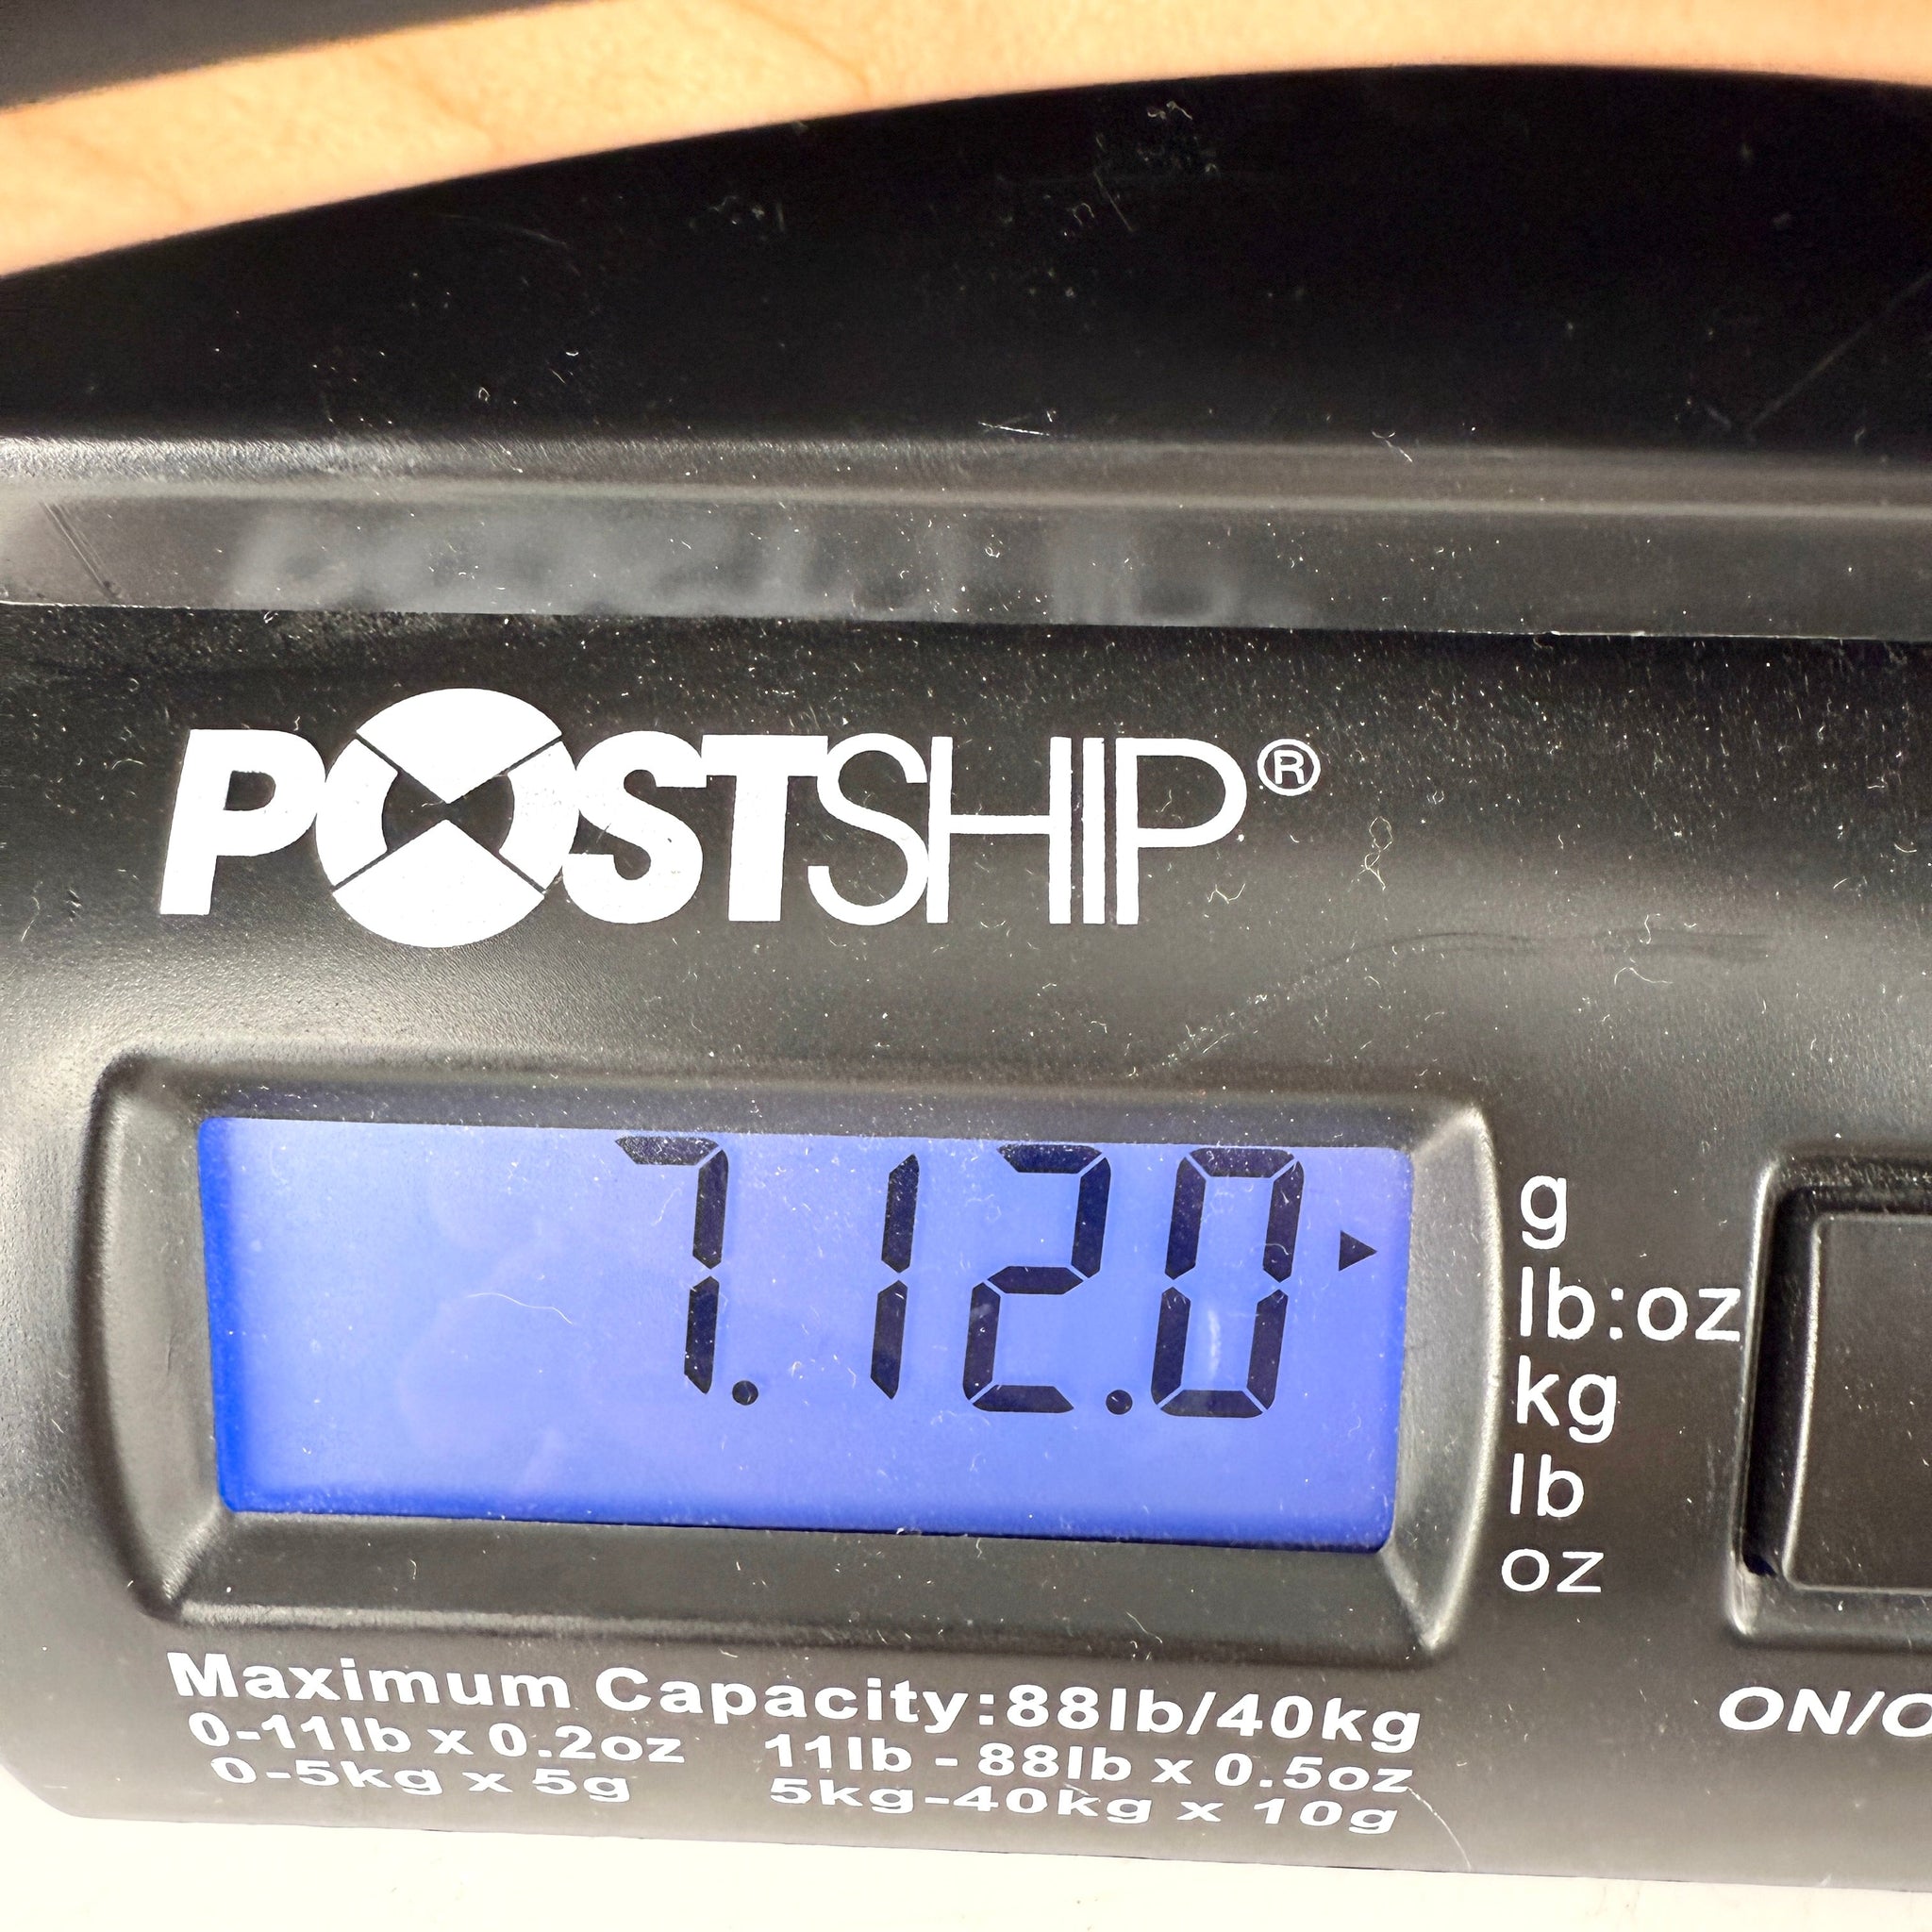 POSTSHIP®
7.12.0
g
lb:oz
kg
lb
oz
Maximum Capacity:88lb/40kg
0-11lb x 0.2oz 11lb - 88lb x 0.5oz
0-5kg x 5g 5kg-40kg x 10g